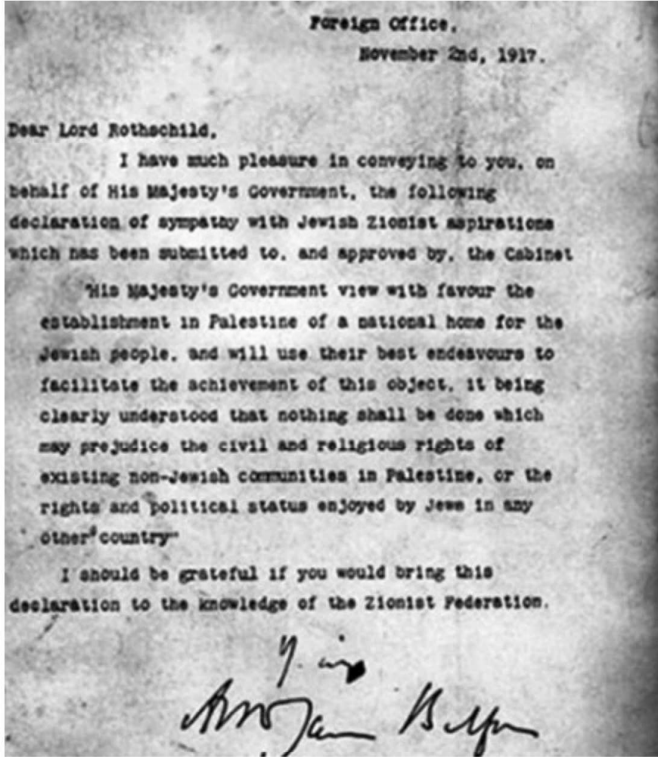 Foreign Office,
November 2nd, 1917.
Dear Lord Rothschild,
I have much pleasure in conveying to you, on
behalf of His Majesty's Government, the following
declaration of sympathy with Jewish Zionist aspirations
which has been submitted to, and approved by, the Cabinet
"His Majesty's Government view with favour the
establishment in Palestine of a national home for the
Jewish people, and will use their best endeavours to
facilitate the achievement of this object, it being
clearly understood that nothing shall be done which
may prejudice the civil and religious rights of
existing non-Jewish communities in Palestine, or the
rights and political status enjoyed by Jews in any
other country"
I should be grateful if you would bring this
declaration to the knowledge of the Zionist Federation.